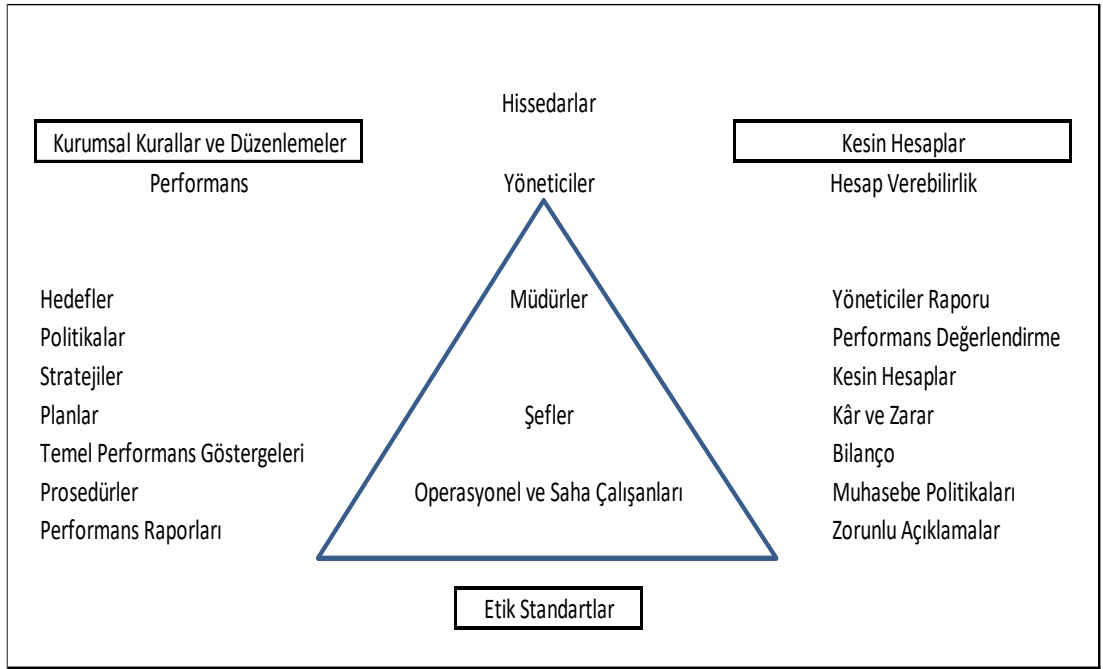 Hissedarlar
Kurumsal Kurallar ve Düzenlemeler
Kesin Hesaplar
Performans
Yöneticiler
Hesap Verebilirlik
Hedefler
Müdürler
Yöneticiler Raporu
Politikalar
Performans Değerlendirme
Stratejiler
Kesin Hesaplar
Planlar
Şefler
Kâr ve Zarar
Temel Performans Göstergeleri
Bilanço
Prosedürler
Operasyonel ve Saha Çalışanları
Muhasebe Politikaları
Performans Raporları
Zorunlu Açıklamalar
Etik Standartlar